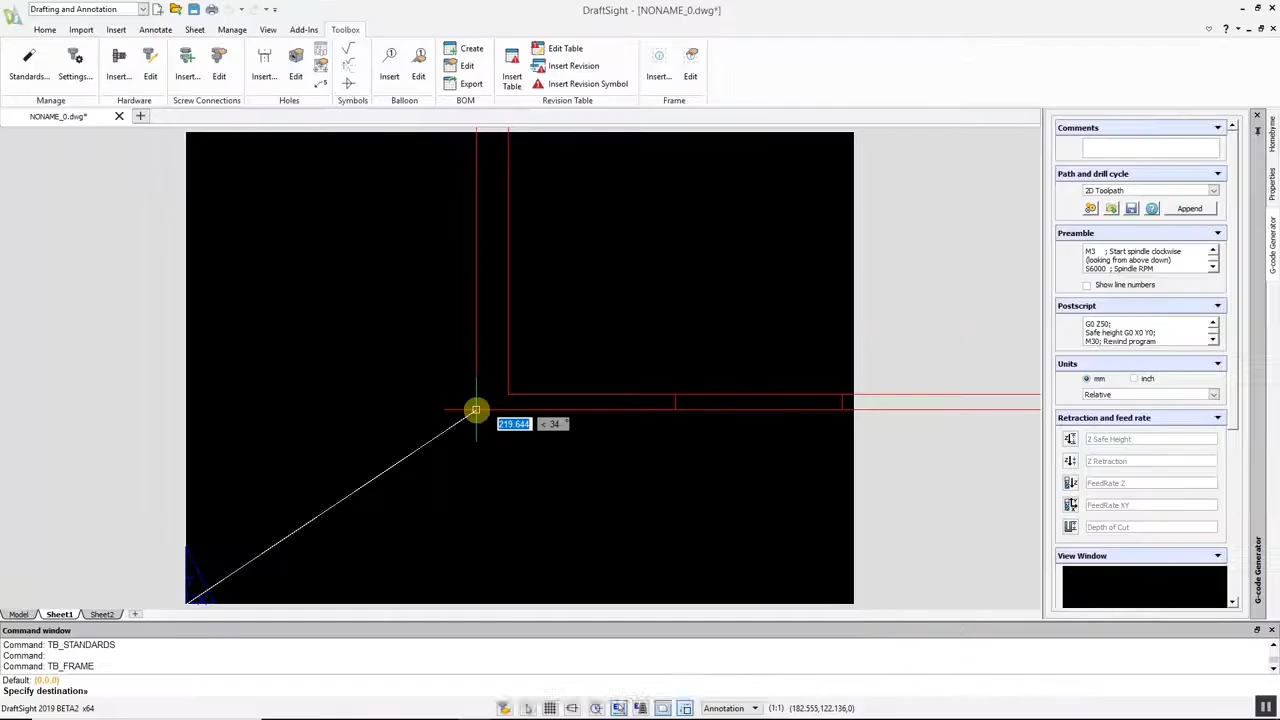 Drafting and Annotation
DraftSight - [NONAME_0.dwg*]
Home
Import
Insert
Annotate
Sheet
Manage
View
Add-Ins
Toolbox
Standards...
Settings...
Insert...
Edit
Insert...
Edit
Insert...
Edit
Insert
Edit
Create
Edit
Export
Insert
Table
Edit Table
Insert Revision
Insert Revision Symbol
Insert...
Edit
Manage
Hardware
Screw Connections
Holes
Symbols
Balloon
BOM
Revision Table
Frame
NONAME_0.dwg*
Comments
Path and drill cycle
2D Toolpath
Append
Preamble
M3 ; Start spindle clockwise
(looking from above down)
S6000 ; Spindle RPM
Show line numbers
Postscript
G0 Z50;
Safe height G0 X0 Y0;
M30; Rewind program
Units
mm
inch
Relative
Retraction and feed rate
Z Safe Height
Z Retraction
FeedRate Z
FeedRate XY
Depth of Cut
View Window
Homebyme
Properties
G-code Generator
G-code Generator
219.644
< 34 °
Model
Sheet1
Sheet2
Command window
Command: TB_STANDARDS
Command:
Command: TB_FRAME
Default: (0,0,0)
Specify destination»
DraftSight 2019 BETA2 x64
Annotation
(1:1)
(182.555,122.136,0)